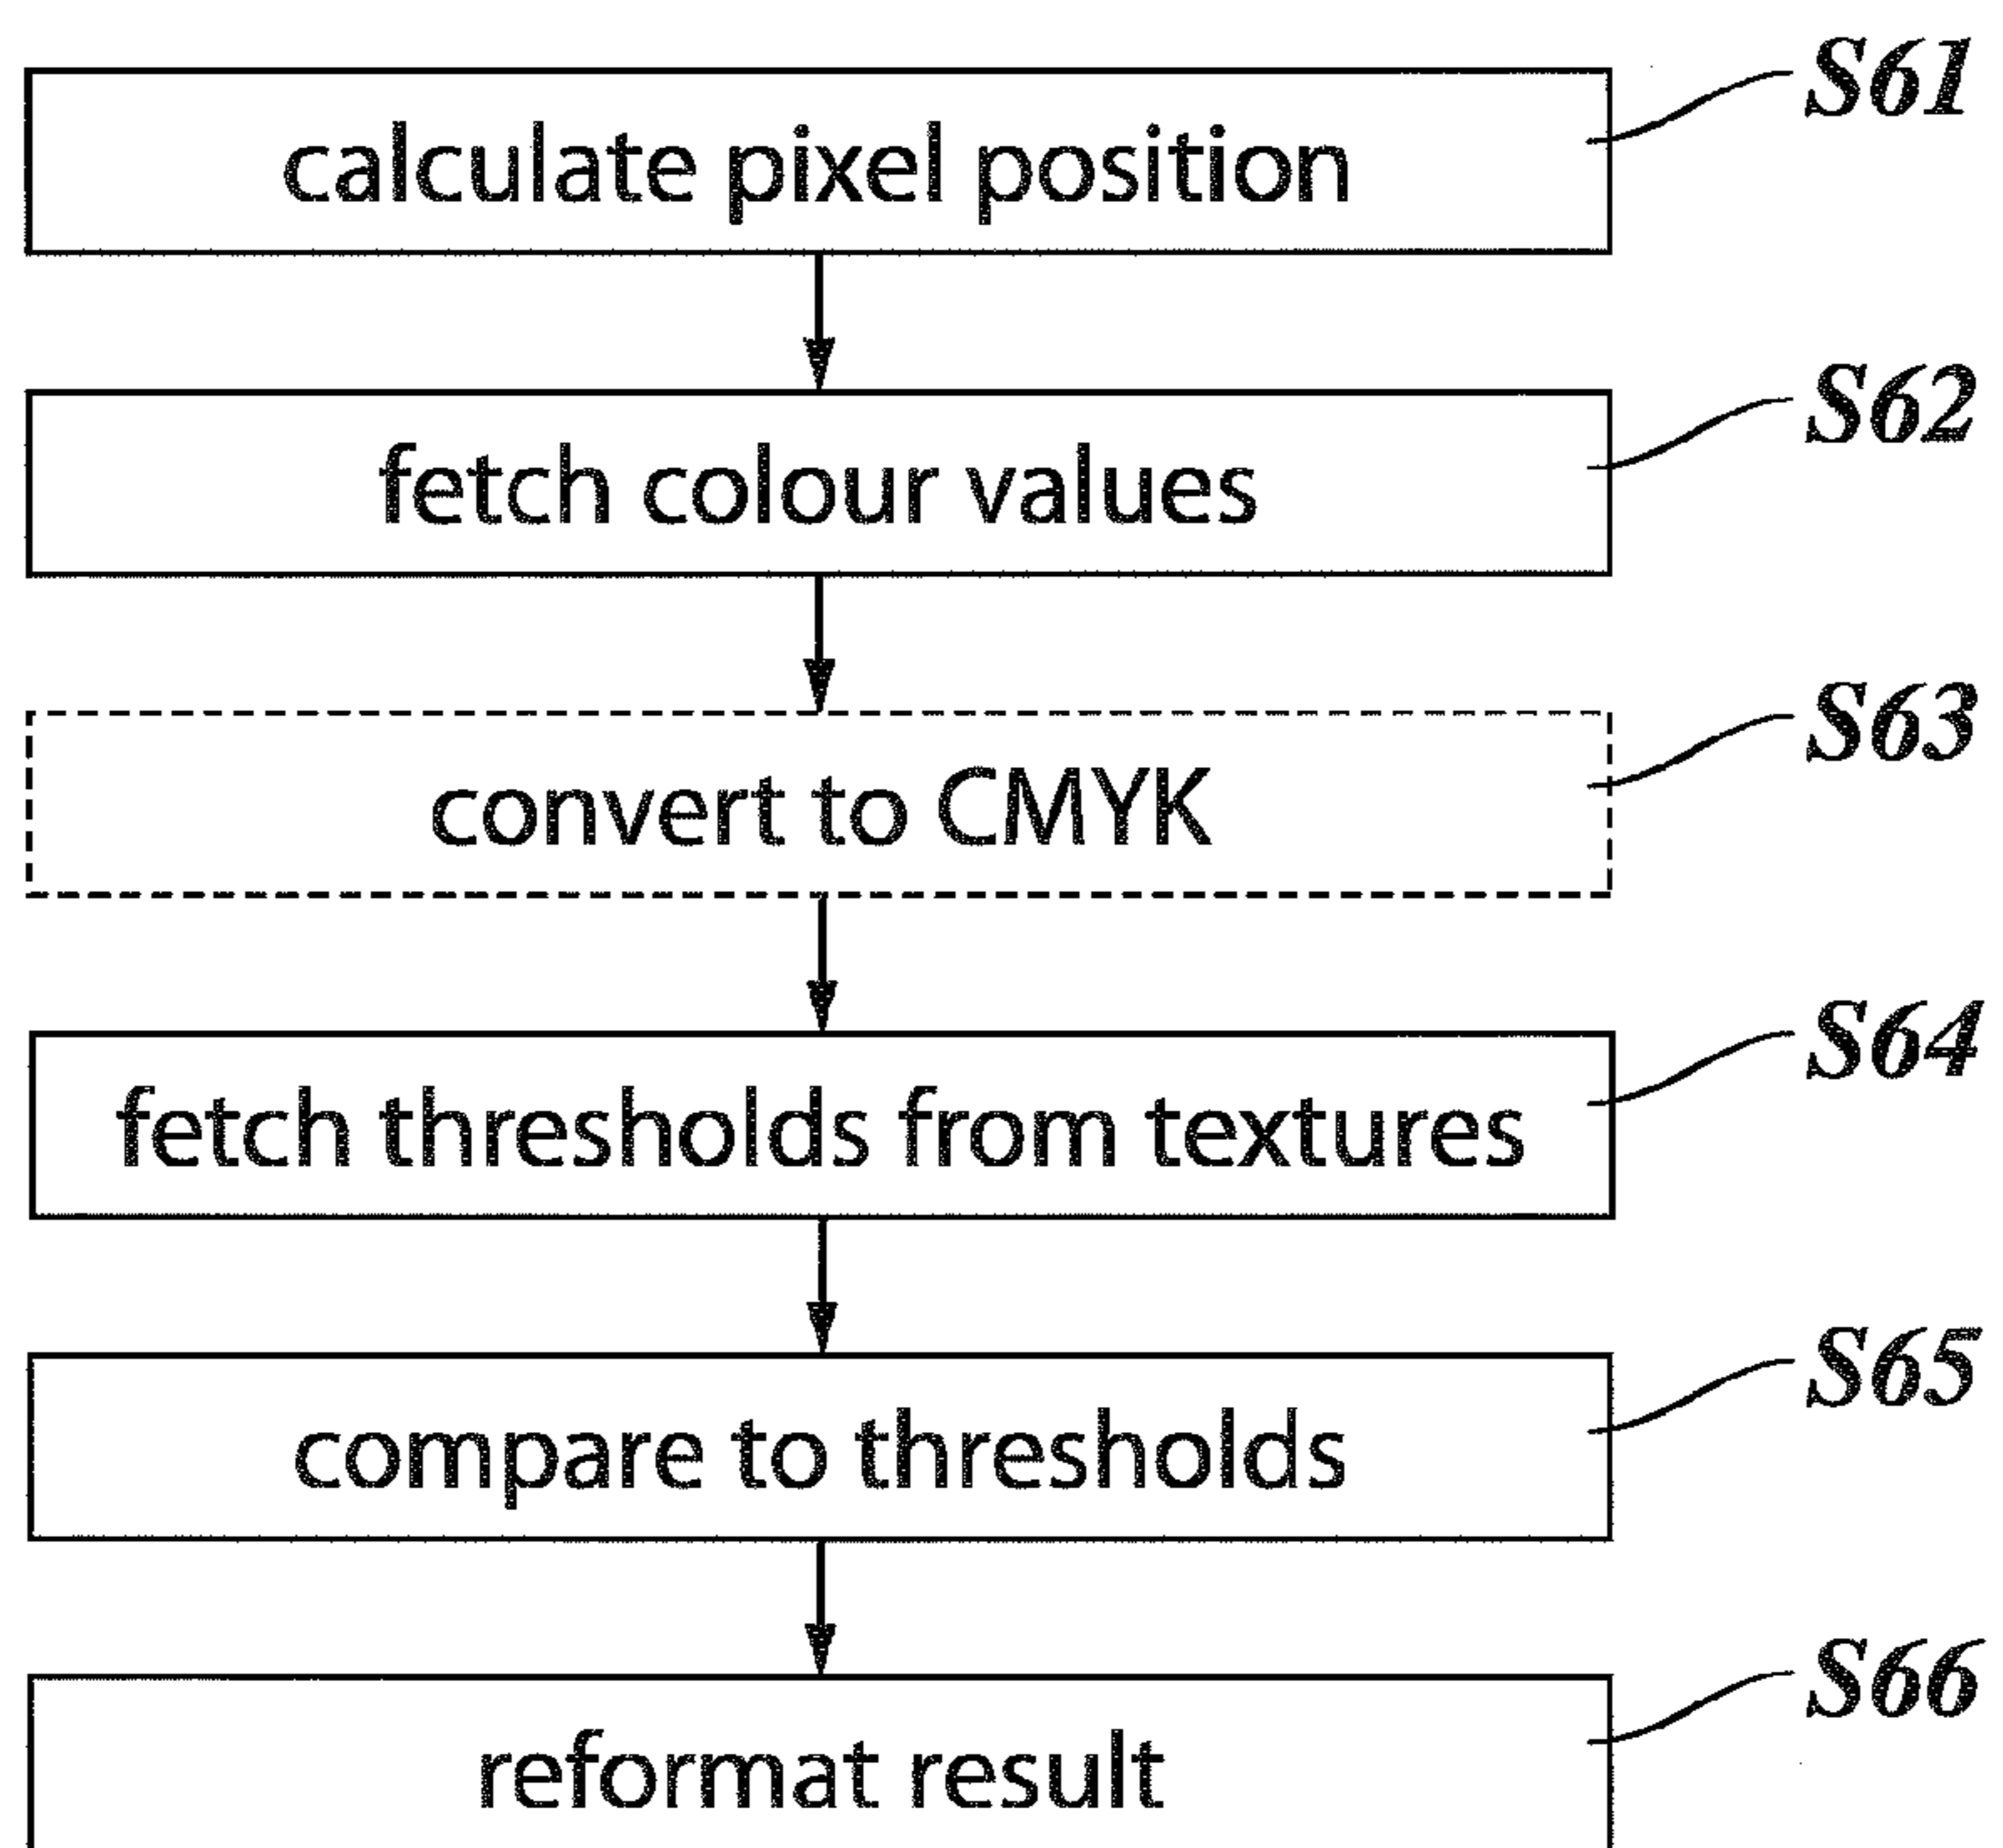 calculate pixel position S61
fetch colour values S62
convert to CMYK S63
fetch thresholds from textures S64
compare to thresholds S65
reformat result S66